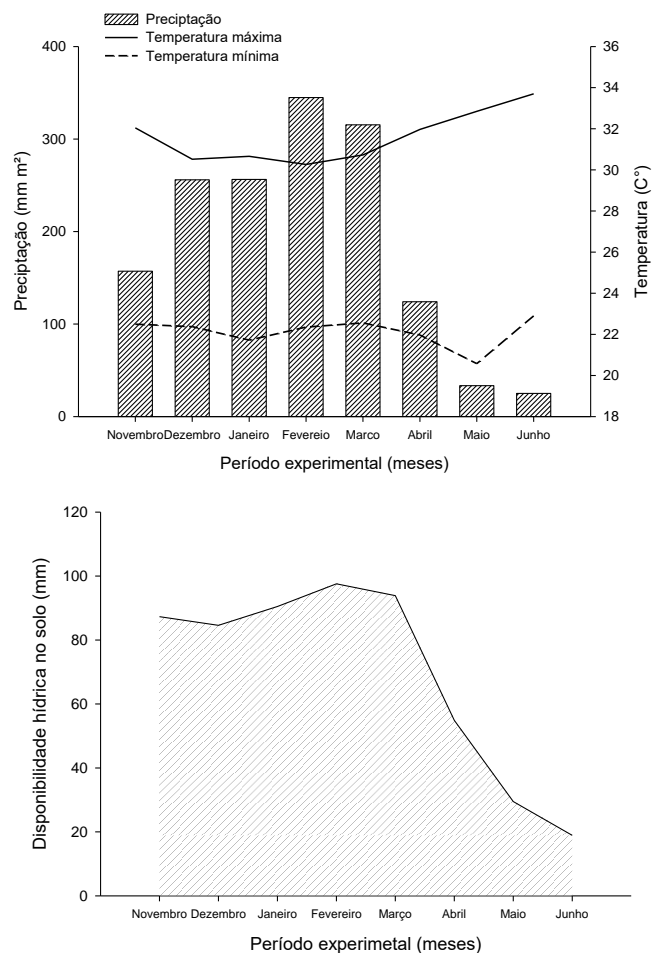 Preciptação
Temperatura máxima
Temperatura mínima
400
300
200
100
0
Preciptação (mm m²)
36
34
32
30
28
26
24
22
20
18
Temperatura (C°)
Novembro Dezembro Janeiro Fevereio Marco Abril Maio Junho
Período experimental (meses)
120
100
80
60
40
20
0
Disponibilidade hídrica no solo (mm)
Novembro Dezembro Janeiro Fevereiro Março Abril Maio Junho
Período experimetal (meses)